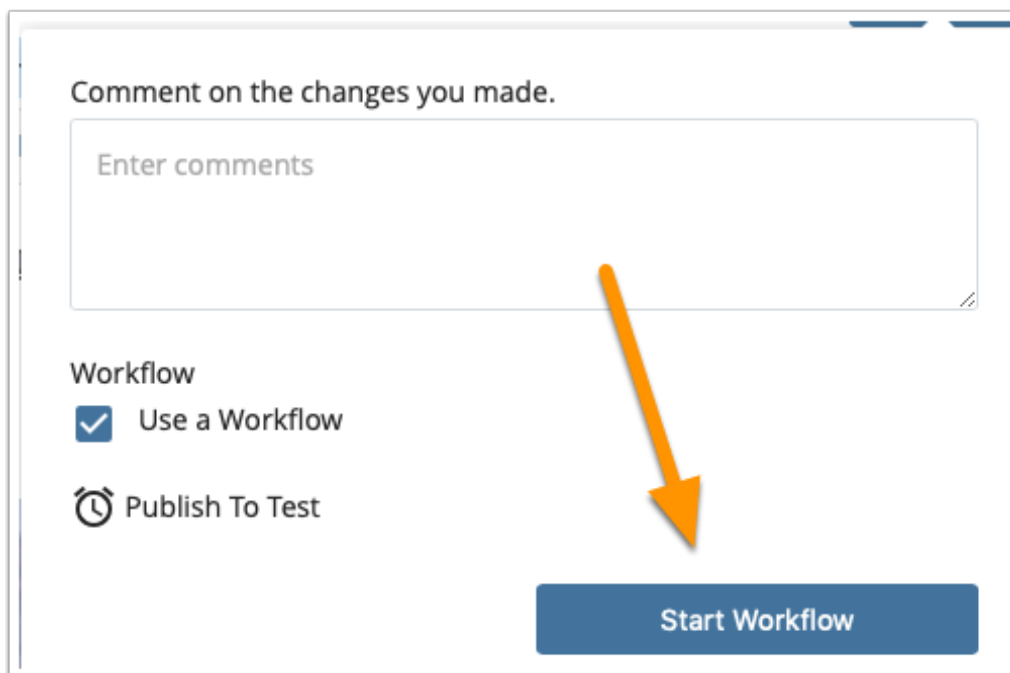 Comment on the changes you made.
Enter comments
Workflow
Use a Workflow
Publish To Test
Start Workflow